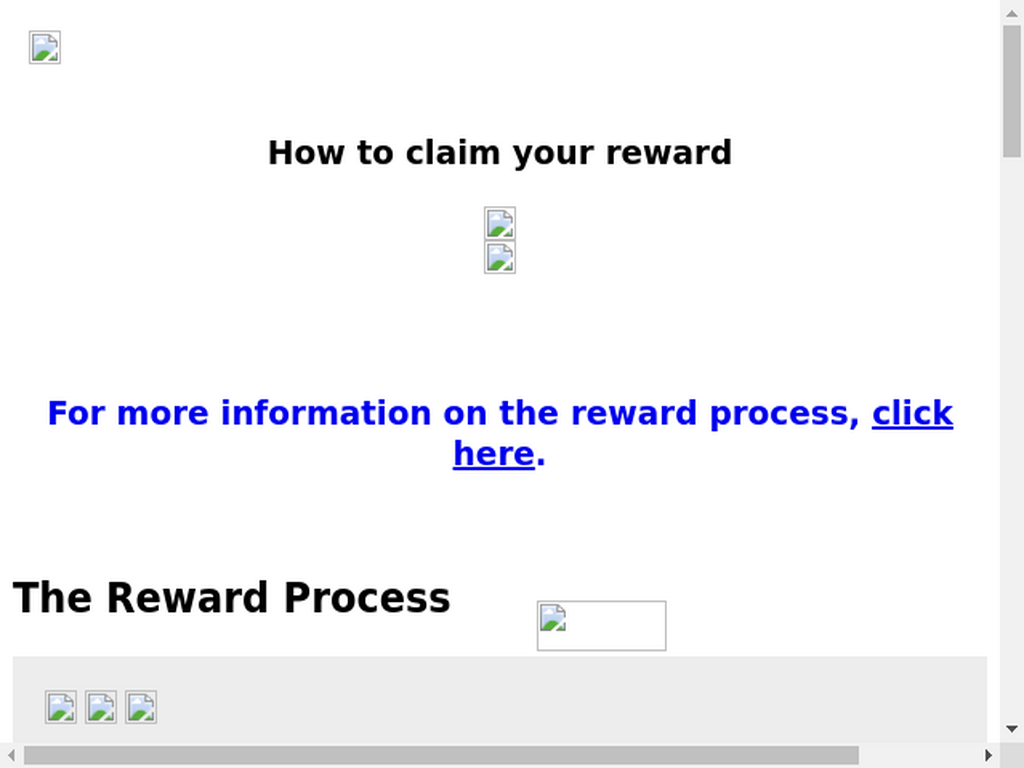 How to claim your reward
For more information on the reward process, click
here.
The Reward Process